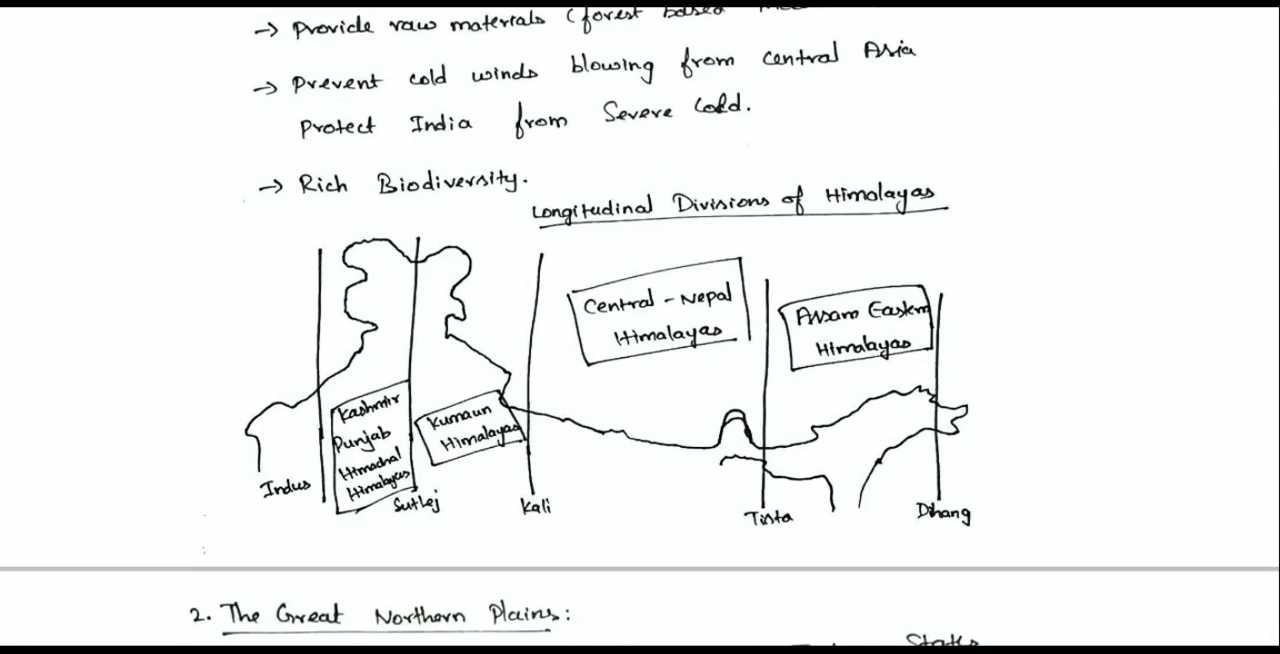 → Provide raw materials (forest based
→ Prevent cold winds blowing from central Asia
Protect India from Severe Cold.
→ Rich Biodiversity.
Longitudinal Divisions of Himalayas
Central - Nepal
Himalayas
Assam Eastern
Himalayas
Kashmir
Punjab
Himachal
Himalayas
Kumaun
Himalayas
Indus
Sutlej
Kali
Tista
Dihang
2. The Great Northern Plains:
States